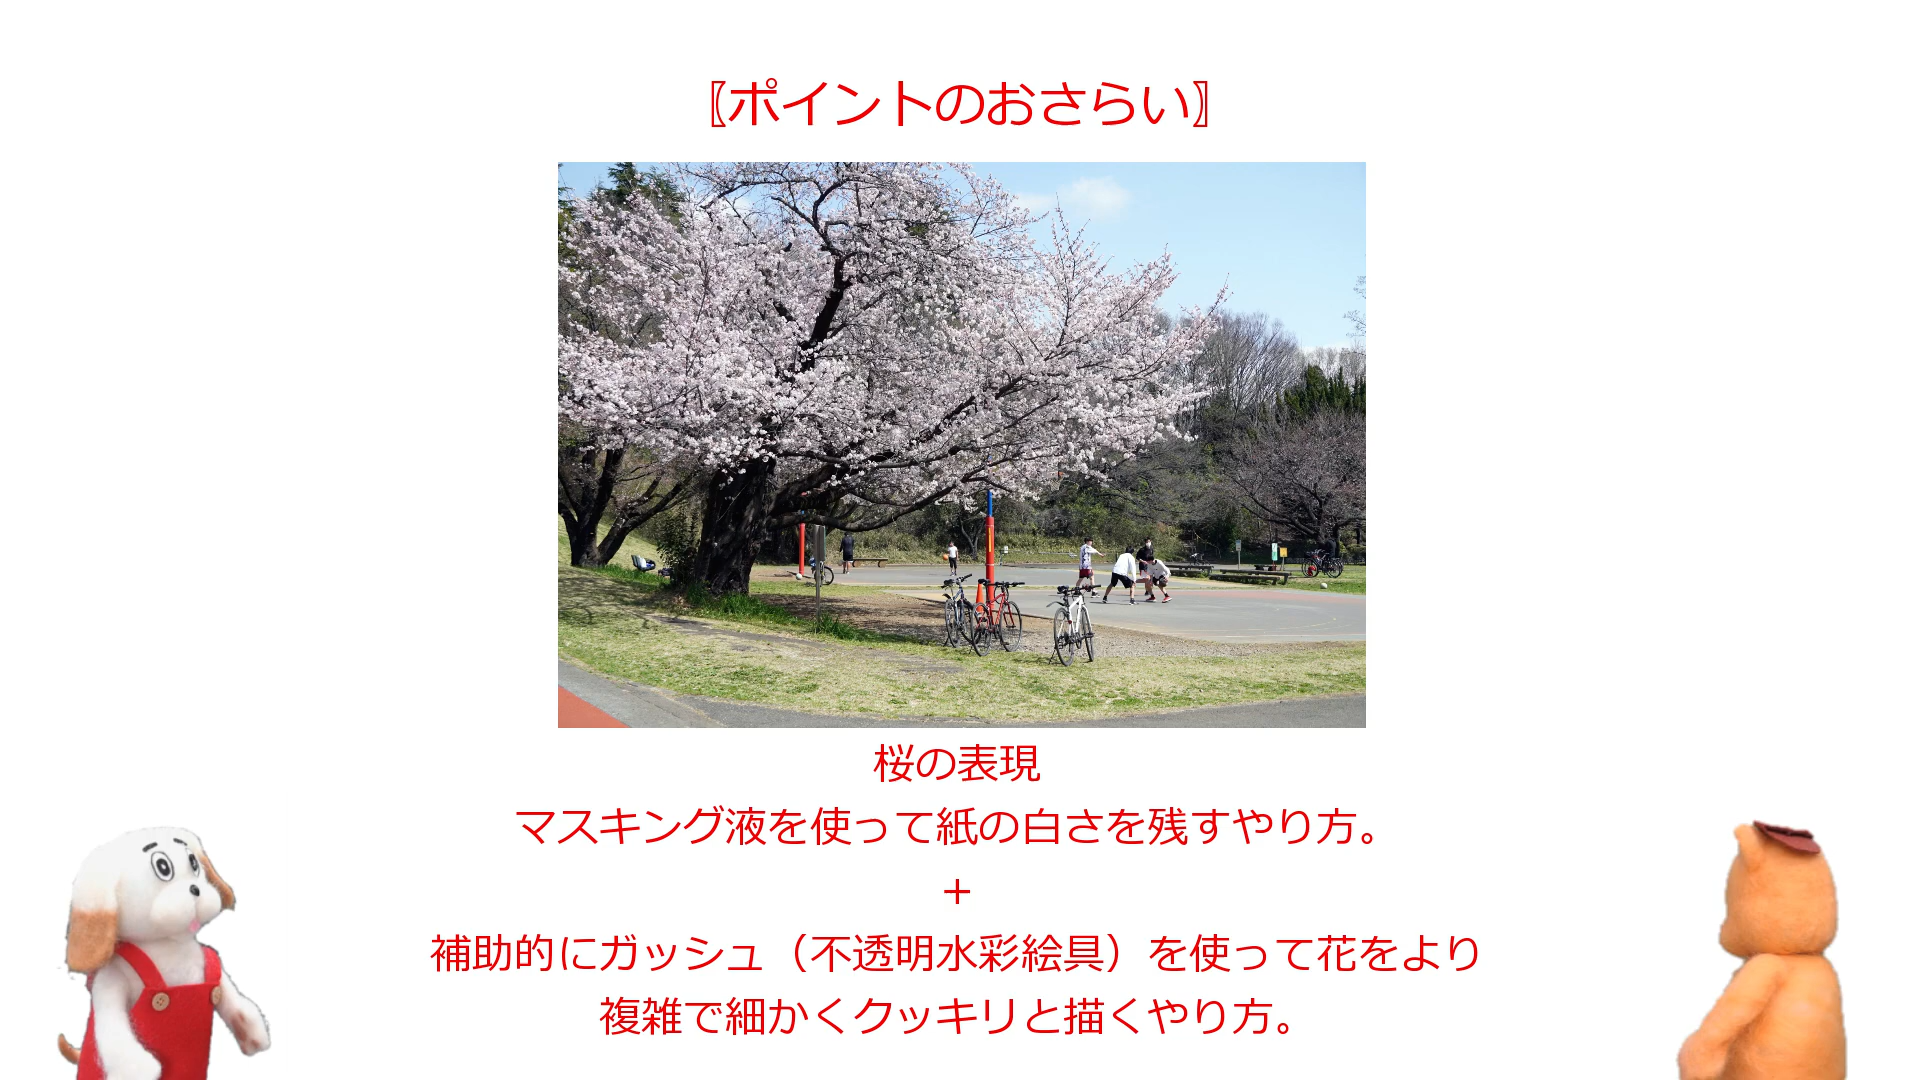 〖ポイントのおさらい〗
桜の表現
マスキング液を使って紙の白さを残すやり方。
+
補助的にガッシュ（不透明水彩絵具）を使って花をより
複雑で細かくクッキリと描くやり方。